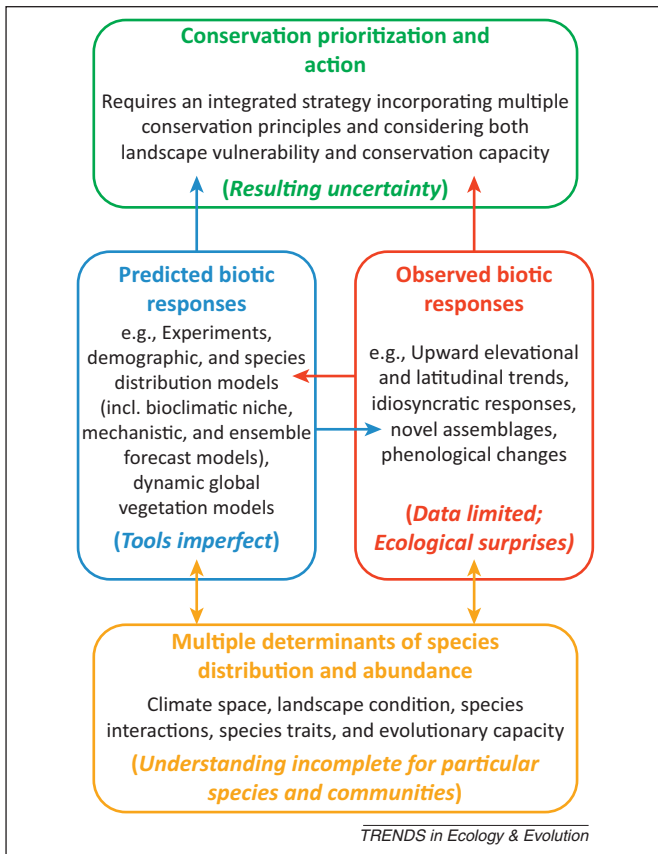 Conservation prioritization and
action
Requires an integrated strategy incorporating multiple
conservation principles and considering both
landscape vulnerability and conservation capacity
(Resulting uncertainty)
Predicted biotic
responses
e.g., Experiments,
demographic, and species
distribution models
(incl. bioclimatic niche,
mechanistic, and ensemble
forecast models),
dynamic global
vegetation models
(Tools imperfect)
Observed biotic
responses
e.g., Upward elevational
and latitudinal trends,
idiosyncratic responses,
novel assemblages,
phenological changes
(Data limited;
Ecological surprises)
Multiple determinants of species
distribution and abundance
Climate space, landscape condition, species
interactions, species traits, and evolutionary capacity
(Understanding incomplete for particular
species and communities)
TRENDS in Ecology & Evolution